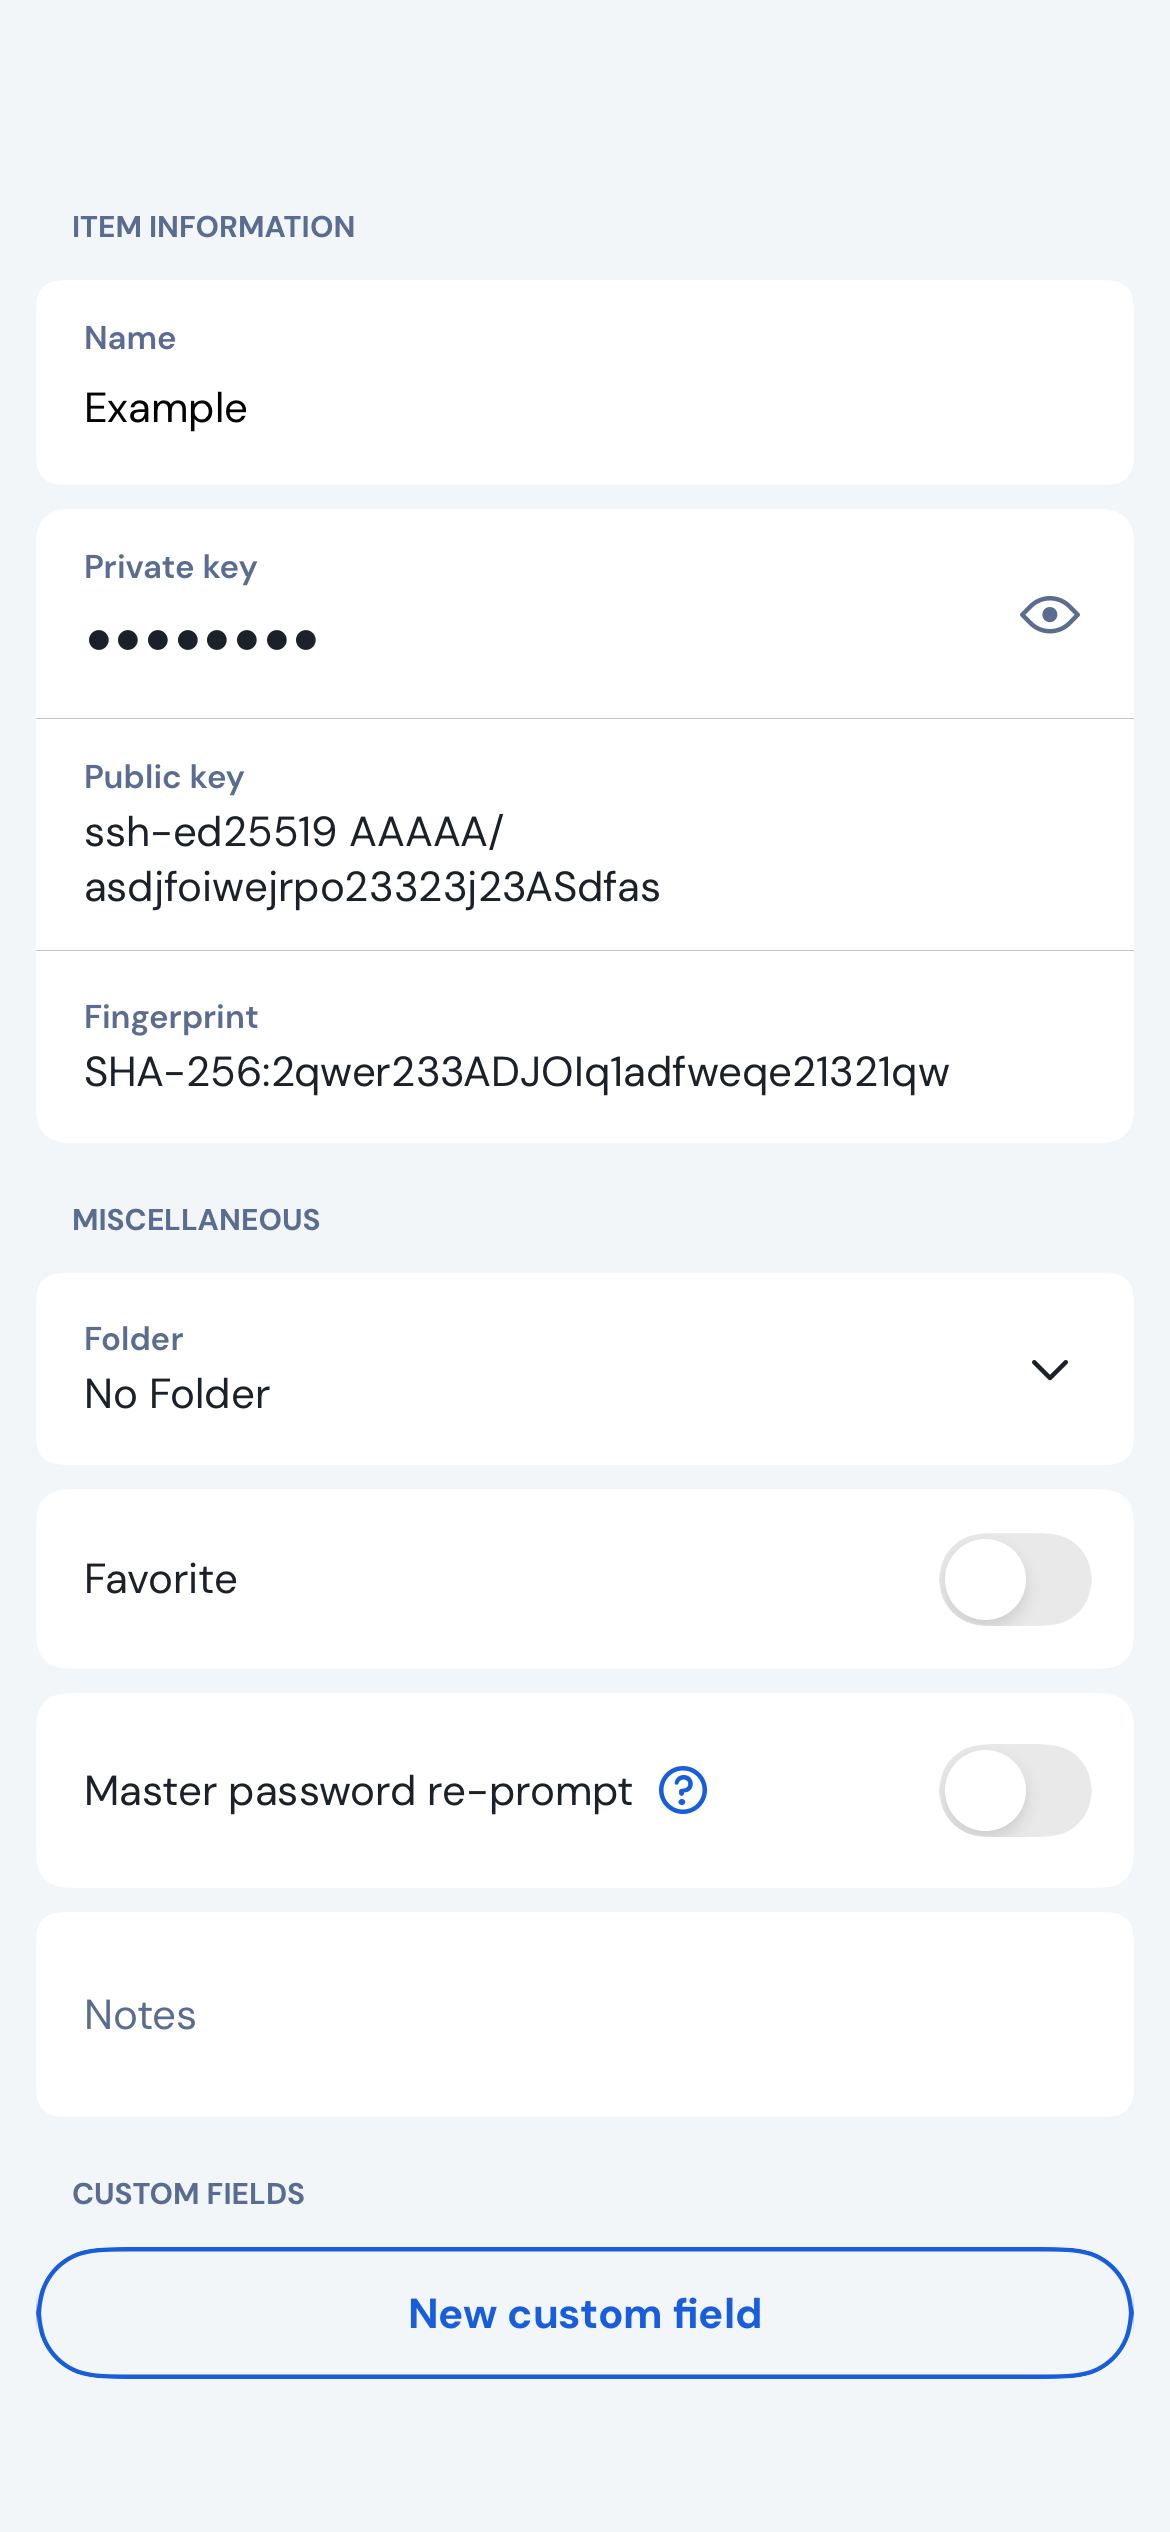 ITEM INFORMATION
Name
Example
Private key
●●●●●●●●
Public key
ssh-ed25519 AAAAA/
asdjfoiwejrpo23323j23ASdfas
Fingerprint
SHA-256:2qwer233ADJOIq1adfweqe21321qw
MISCELLANEOUS
Folder
No Folder
Favorite
Master password re-prompt
Notes
CUSTOM FIELDS
New custom field